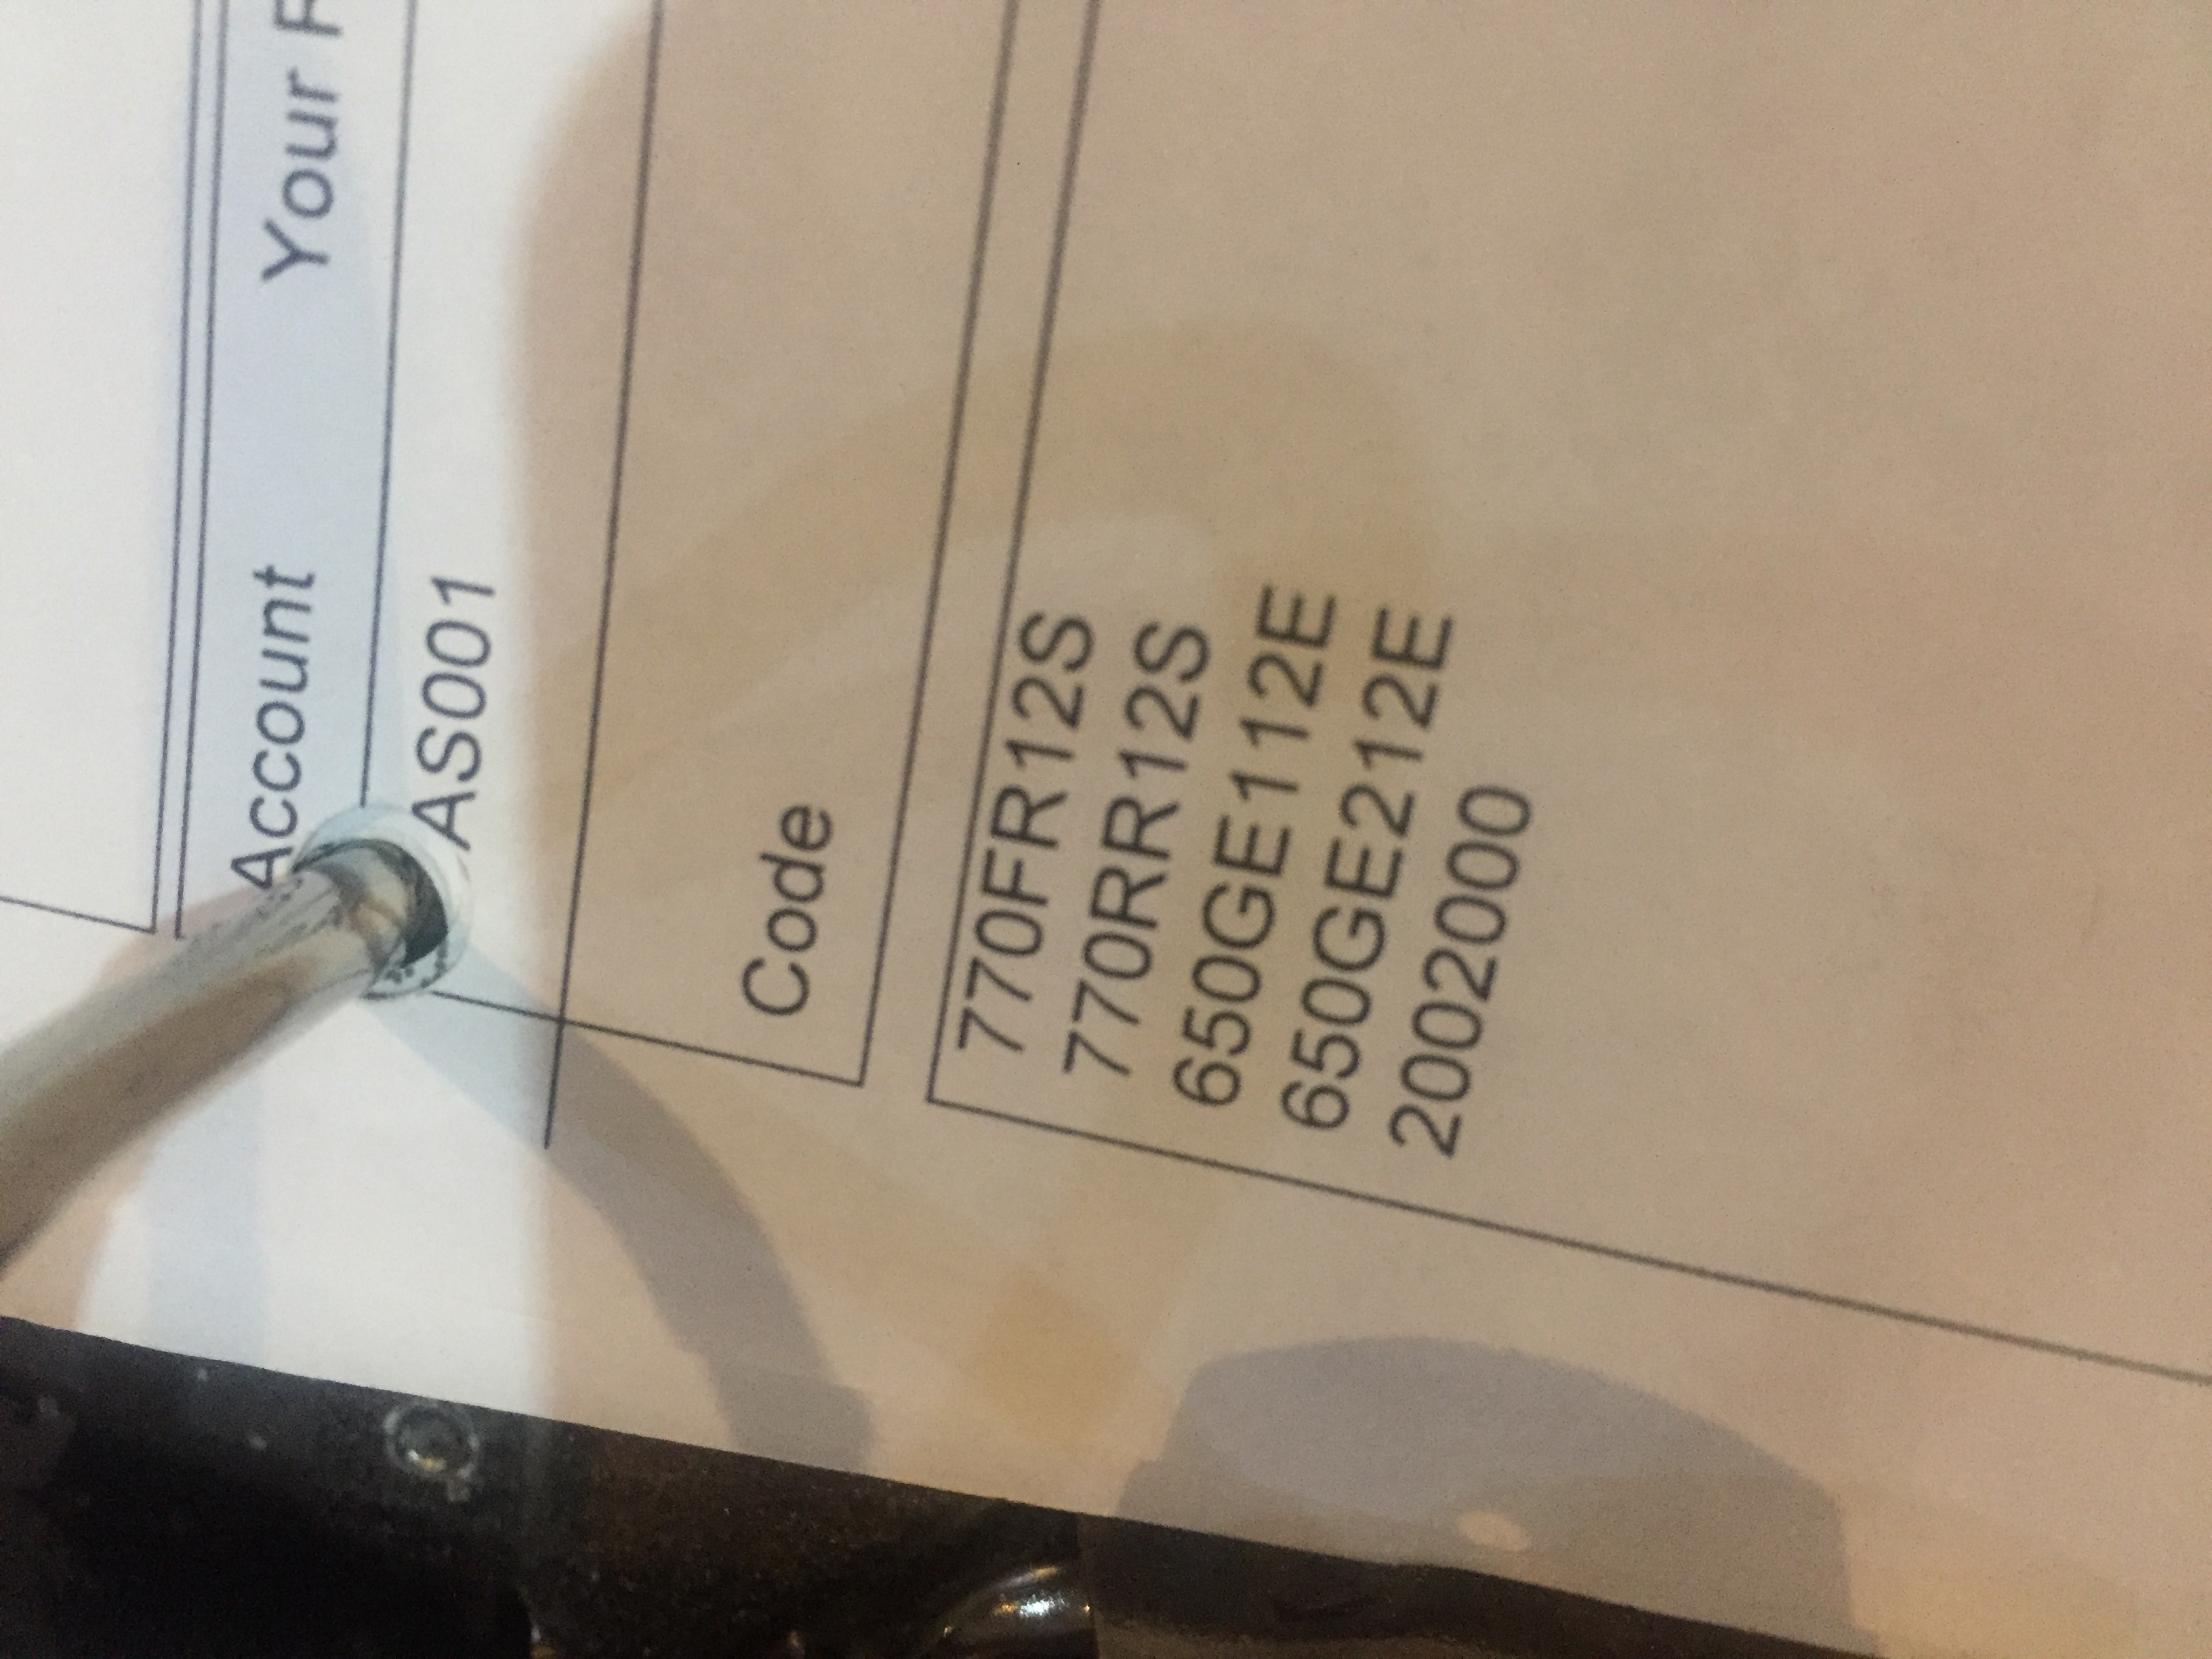 Account Your
AS001
Code
770FR12S
770RR12S
650GE112E
650GE212E
2002000